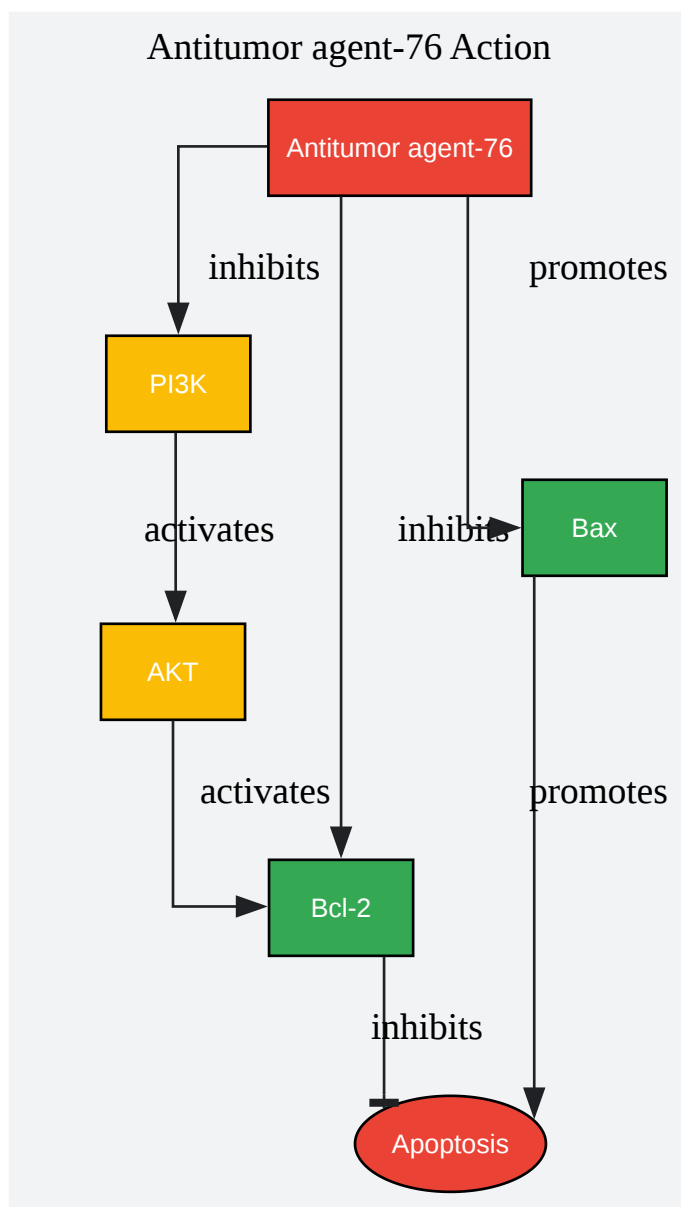 Antitumor agent-76 Action
Antitumor agent-76
inhibits
promotes
PI3K
activates
inhibits
Bax
AKT
activates
promotes
Bcl-2
inhibits
Apoptosis